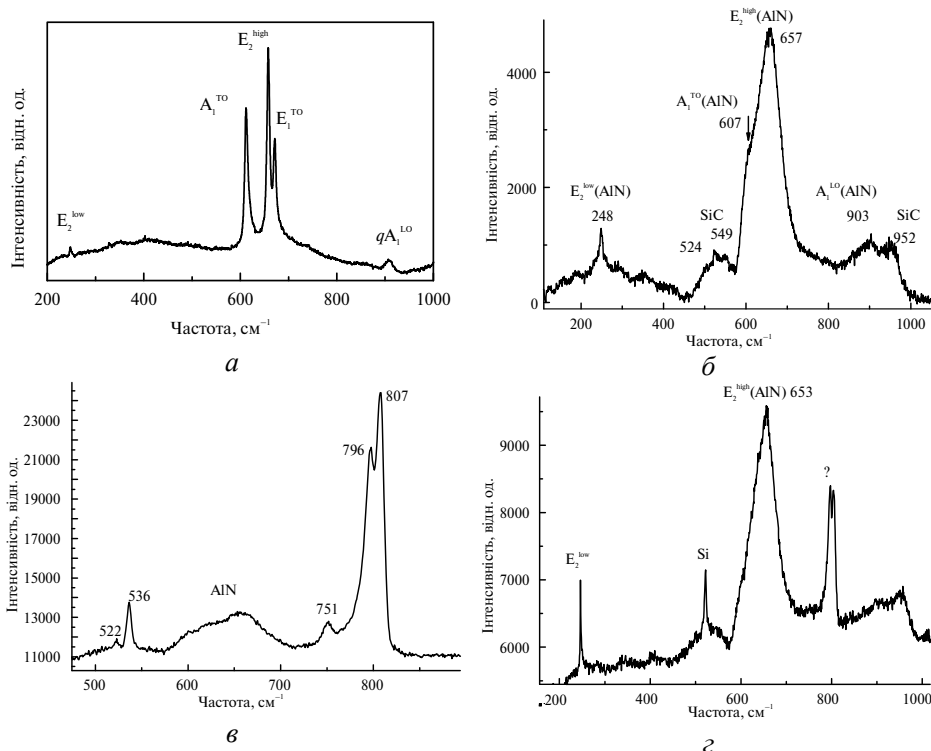 E₂ʰⁱᵍʰ
A₁ᵀᴼ
E₁ᵀᴼ
E₂ˡᵒʷ
qA₁ᴸᴼ
Інтенсивність, відн. од.
200 400 600 800 1000
Частота, см⁻¹
а
E₂ʰⁱᵍʰ(AlN)
657
4000
A₁ᵀᴼ(AlN)
607
E₂ˡᵒʷ(AlN)
248
2000
SiC
524 549
A₁ᴸᴼ(AlN)
903
SiC
952
0
Інтенсивність, відн. од.
200 400 600 800 1000
Частота, см⁻¹
б
807
796
23000
21000
19000
17000
15000
13000
11000
AlN
536
522
751
Інтенсивність, відн. од.
500 600 700 800
Частота, см⁻¹
в
E₂ʰⁱᵍʰ(AlN) 653
9000
8000
7000
6000
?
Si
E₂ˡᵒʷ
Інтенсивність, відн. од.
200 400 600 800 1000
Частота, см⁻¹
г